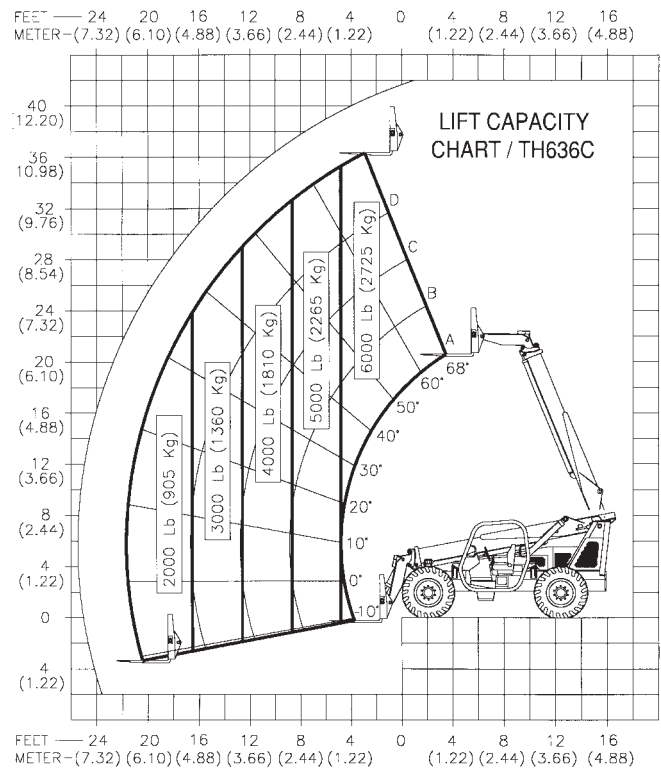 FEET — 24 20 16 12 8 4 0 4 8 12 16
METER-(7.32) (6.10) (4.88) (3.66) (2.44) (1.22) (1.22) (2.44) (3.66) (4.88)
LIFT CAPACITY
CHART / TH636C
40
(12.20)
36
(10.98)
32
(9.76)
28
(8.54)
24
(7.32)
20
(6.10)
16
(4.88)
12
(3.66)
8
(2.44)
4
(1.22)
0
4
(1.22)
D
C
B
A
68°
60°
50°
40°
30°
20°
10°
0°
-10°
2000 Lb (905 Kg)
3000 Lb (1360 Kg)
4000 Lb (1810 Kg)
5000 Lb (2265 Kg)
6000 Lb (2725 Kg)
FEET — 24 20 16 12 8 4 0 4 8 12 16
METER-(7.32) (6.10) (4.88) (3.66) (2.44) (1.22) (1.22) (2.44) (3.66) (4.88)